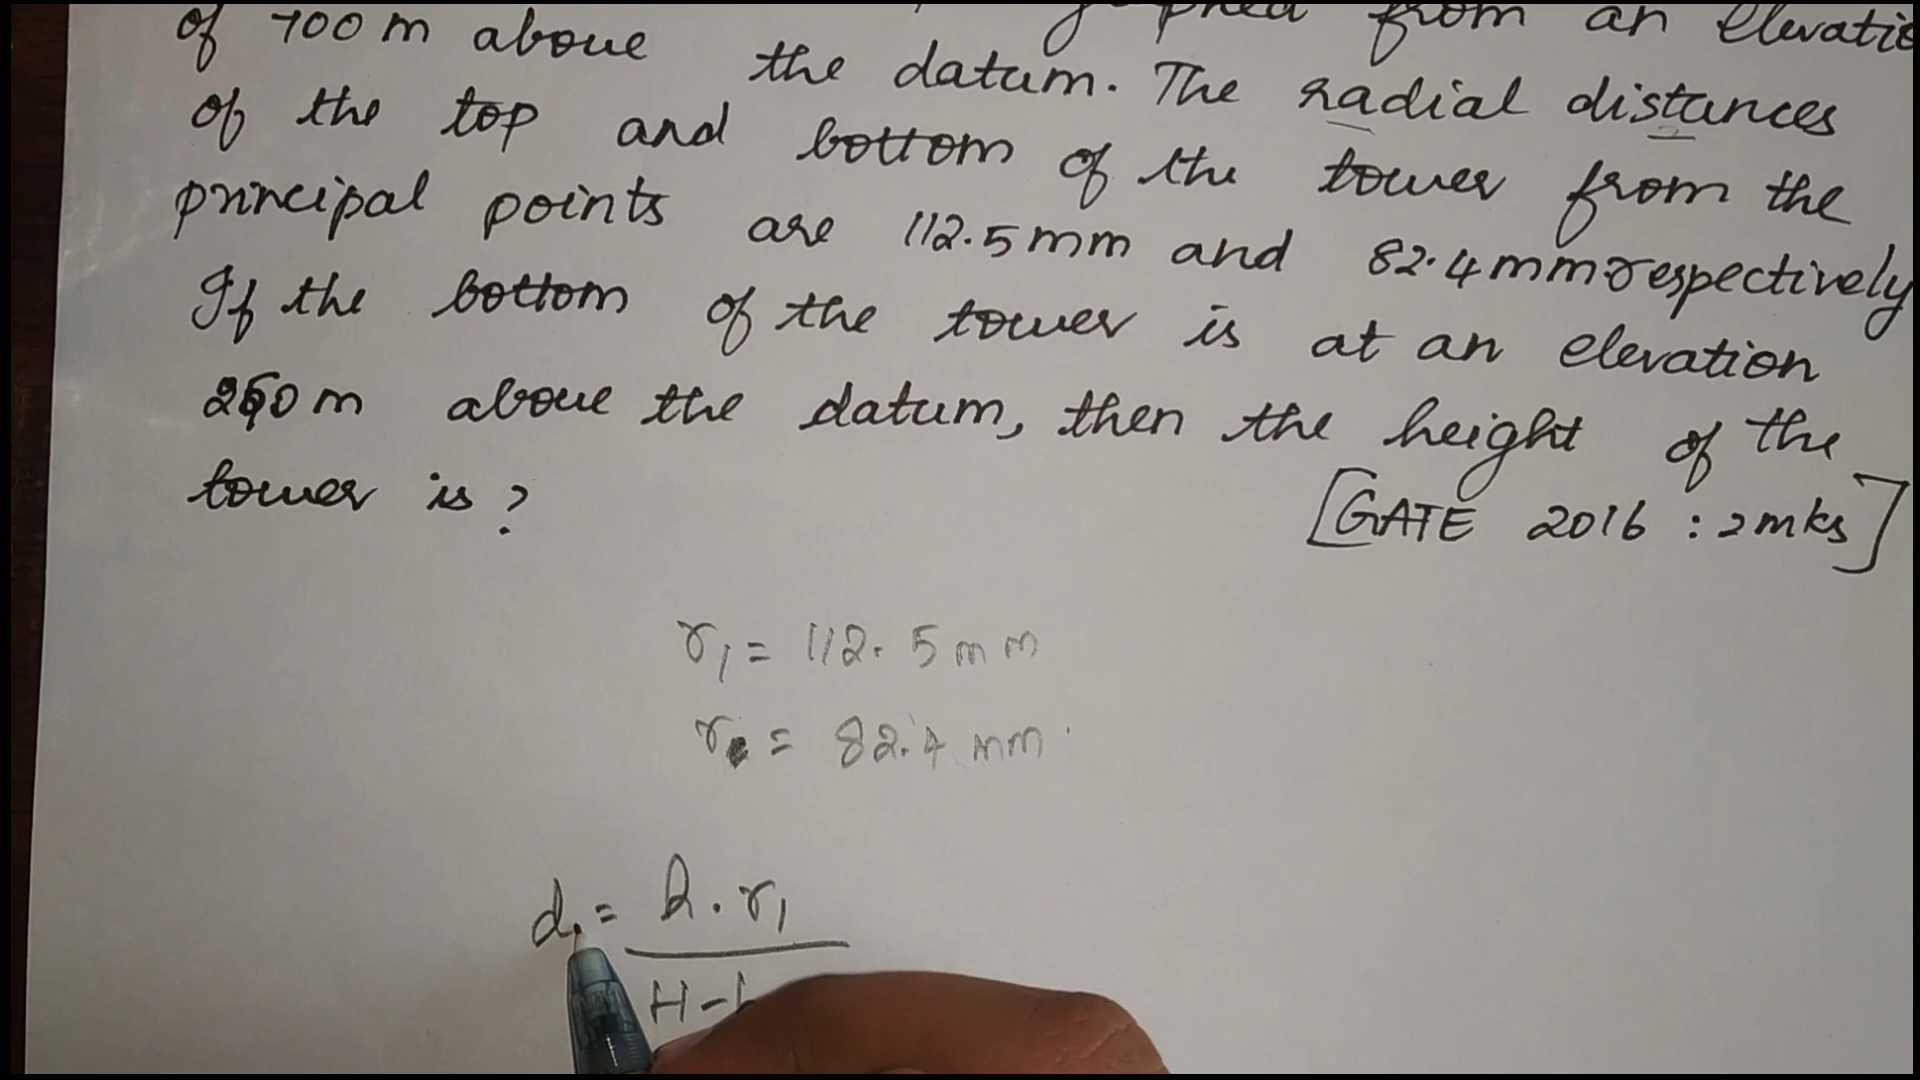 from an
of 700 m above the datum. The radial distances
of the top and bottom of the tower from the
principal points are 112.5 mm and 82.4 mm respectively
If the bottom of the tower is at an elevation
above the datum, then the height of the
tower is?
[GATE 2016 : 2mks]
r₁ = 112.5 mm
= 82.4 mm
h.r₁
H-